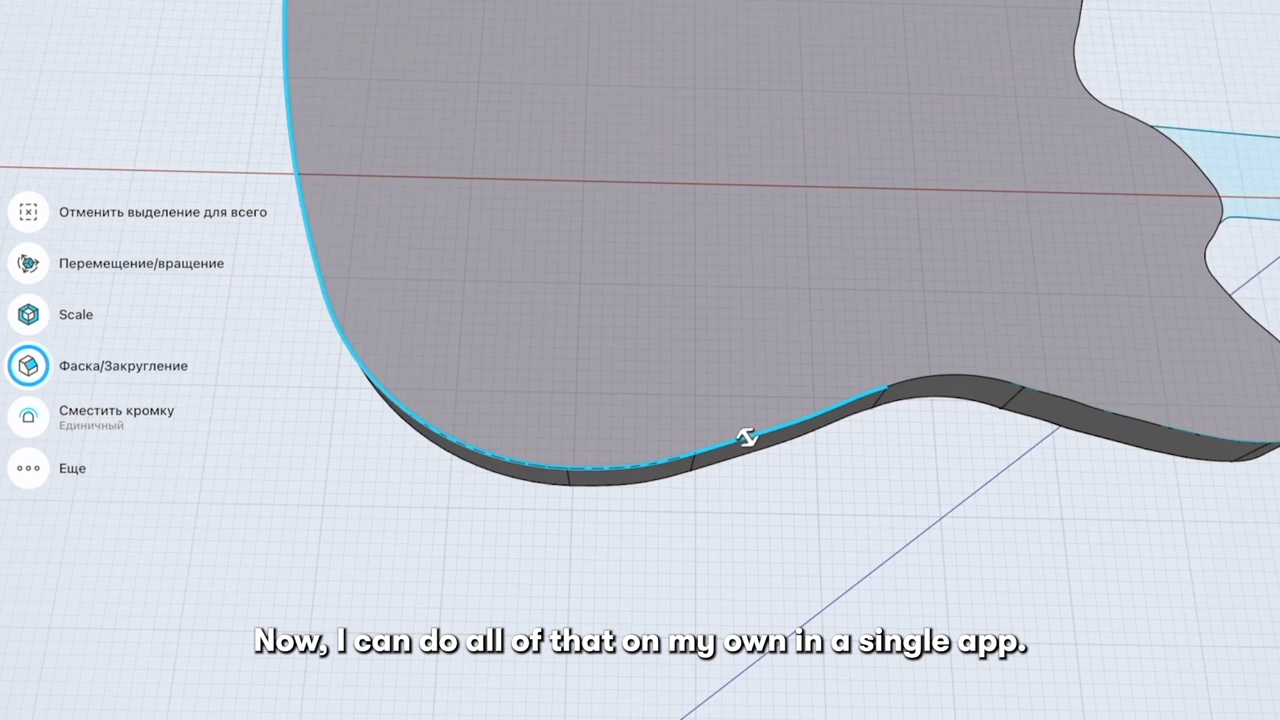 Отменить выделение для всего
Перемещение/вращение
Scale
Фаска/Закругление
Сместить кромку
Единичный
Еще
Now, I can do all of that on my own in a single app.